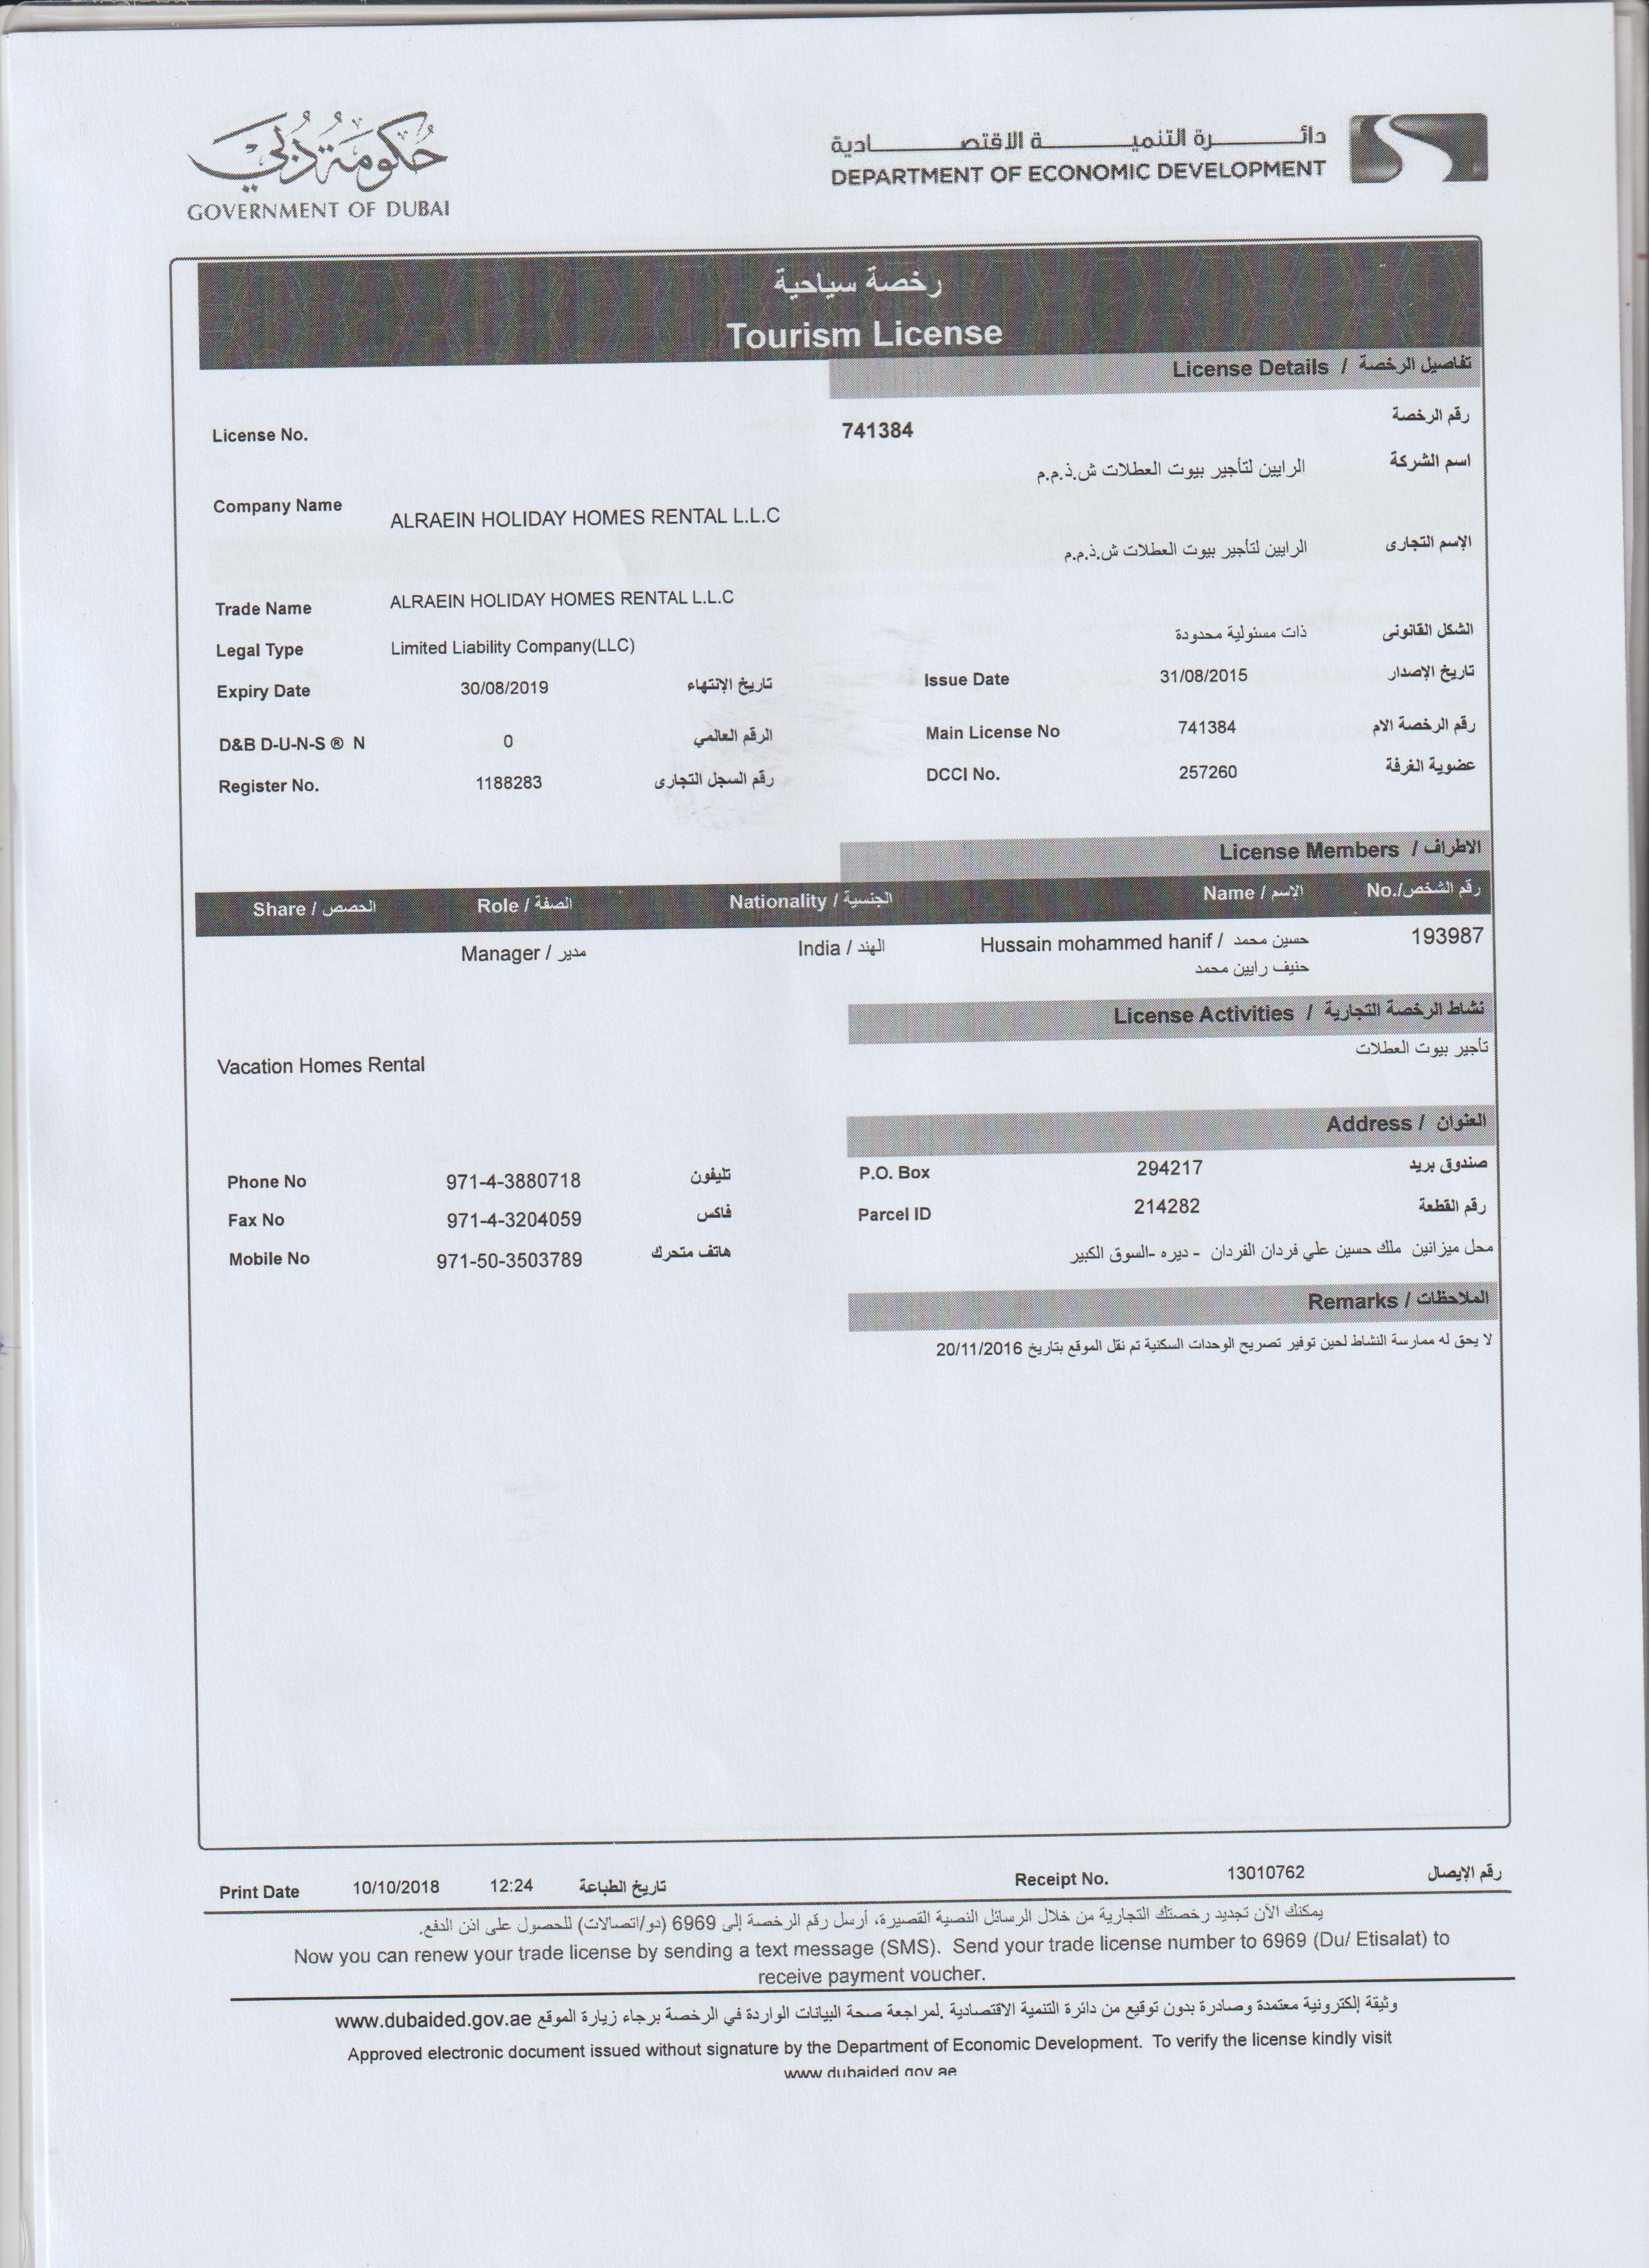 حكومة دبي
GOVERNMENT OF DUBAI
دائرة التنمية الاقتصادية
DEPARTMENT OF ECONOMIC DEVELOPMENT
رخصة سياحية
Tourism License
License Details / تفاصيل الرخصة
License No. 741384 رقم الرخصة
الرايين لتأجير بيوت العطلات ش.ذ.م.م اسم الشركة
Company Name ALRAEIN HOLIDAY HOMES RENTAL L.L.C
الرايين لتأجير بيوت العطلات ش.ذ.م.م الإسم التجارى
Trade Name ALRAEIN HOLIDAY HOMES RENTAL L.L.C
Legal Type Limited Liability Company(LLC) ذات مسئولية محدودة الشكل القانونى
Expiry Date 30/08/2019 تاريخ الإنتهاء Issue Date 31/08/2015 تاريخ الإصدار
D&B D-U-N-S ® N 0 الرقم العالمي Main License No 741384 رقم الرخصة الام
Register No. 1188283 رقم السجل التجارى DCCI No. 257260 عضوية الغرفة
License Members / الاطراف
Share / الحصص Role / الصفة Nationality / الجنسية Name / الإسم No./رقم الشخص
Manager / مدير India / الهند Hussain mohammed hanif / حسين محمد 193987
حنيف رايين محمد
License Activities / نشاط الرخصة التجارية
Vacation Homes Rental تأجير بيوت العطلات
Address / العنوان
Phone No 971-4-3880718 تليفون P.O. Box 294217 صندوق بريد
Fax No 971-4-3204059 فاكس Parcel ID 214282 رقم القطعة
Mobile No 971-50-3503789 هاتف متحرك محل ميزانين ملك حسين علي فردان الفردان - ديره -السوق الكبير
Remarks / الملاحظات
لا يحق له ممارسة النشاط لحين توفير تصريح الوحدات السكنية تم نقل الموقع بتاريخ 20/11/2016
Print Date 10/10/2018 12:24 تاريخ الطباعة Receipt No. 13010762 رقم الإيصال
يمكنك الآن تجديد رخصتك التجارية من خلال الرسائل النصية القصيرة، أرسل رقم الرخصة إلى 6969 (دو/اتصالات) للحصول على اذن الدفع.
Now you can renew your trade license by sending a text message (SMS). Send your trade license number to 6969 (Du/ Etisalat) to
receive payment voucher.
وثيقة إلكترونية معتمدة وصادرة بدون توقيع من دائرة التنمية الاقتصادية .لمراجعة صحة البيانات الواردة في الرخصة برجاء زيارة الموقع www.dubaided.gov.ae
Approved electronic document issued without signature by the Department of Economic Development. To verify the license kindly visit
www.dubaided.gov.ae